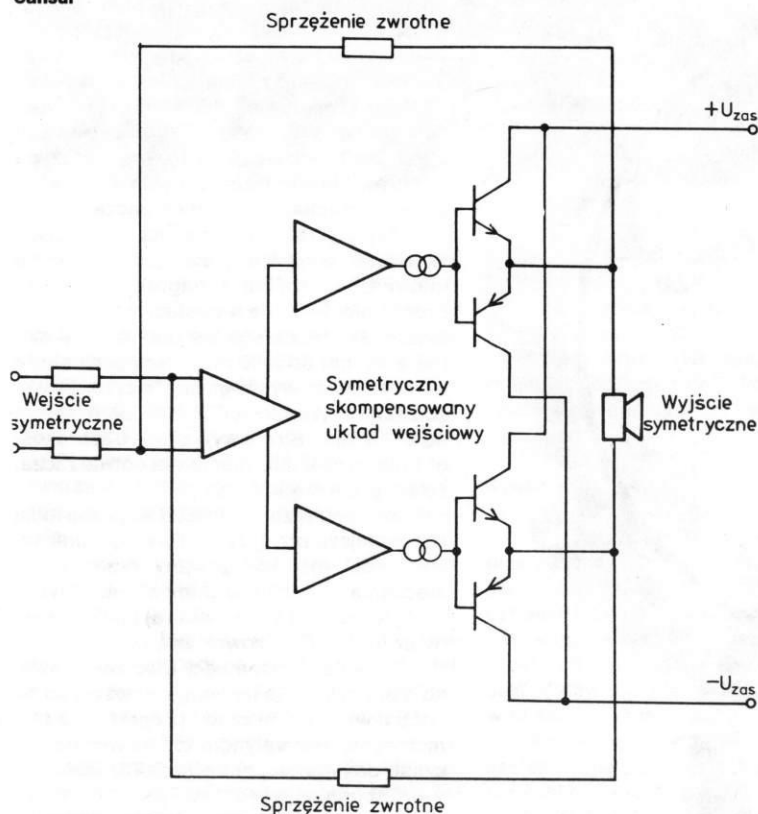 Sprzężenie zwrotne
+U_zas
Symetryczny
skompensowany
układ wejściowy
Wejście
symetryczne
Wyjście
symetryczne
-U_zas
Sprzężenie zwrotne